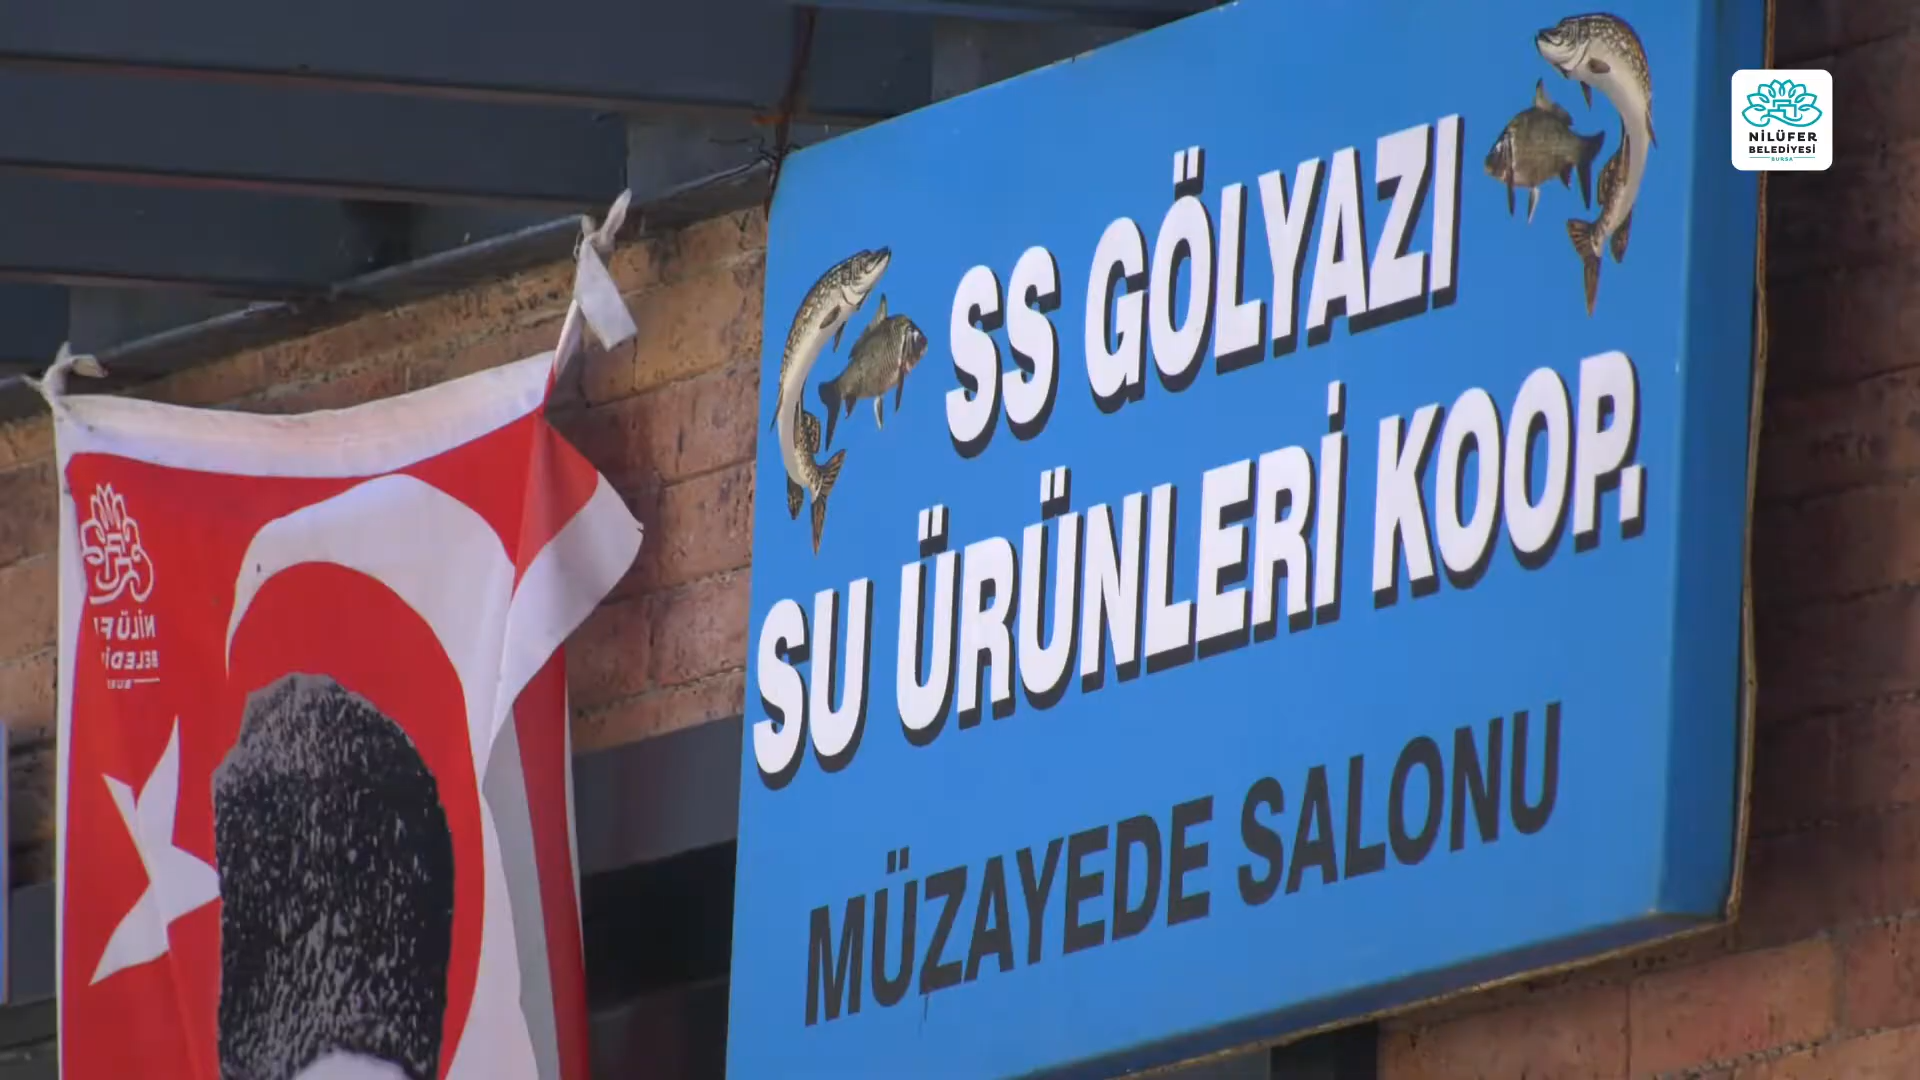 SS GÖLYAZI
SU ÜRÜNLERİ KOOP.
MÜZAYEDE SALONU
NİLÜFER
BELEDİYESİ
BURSA